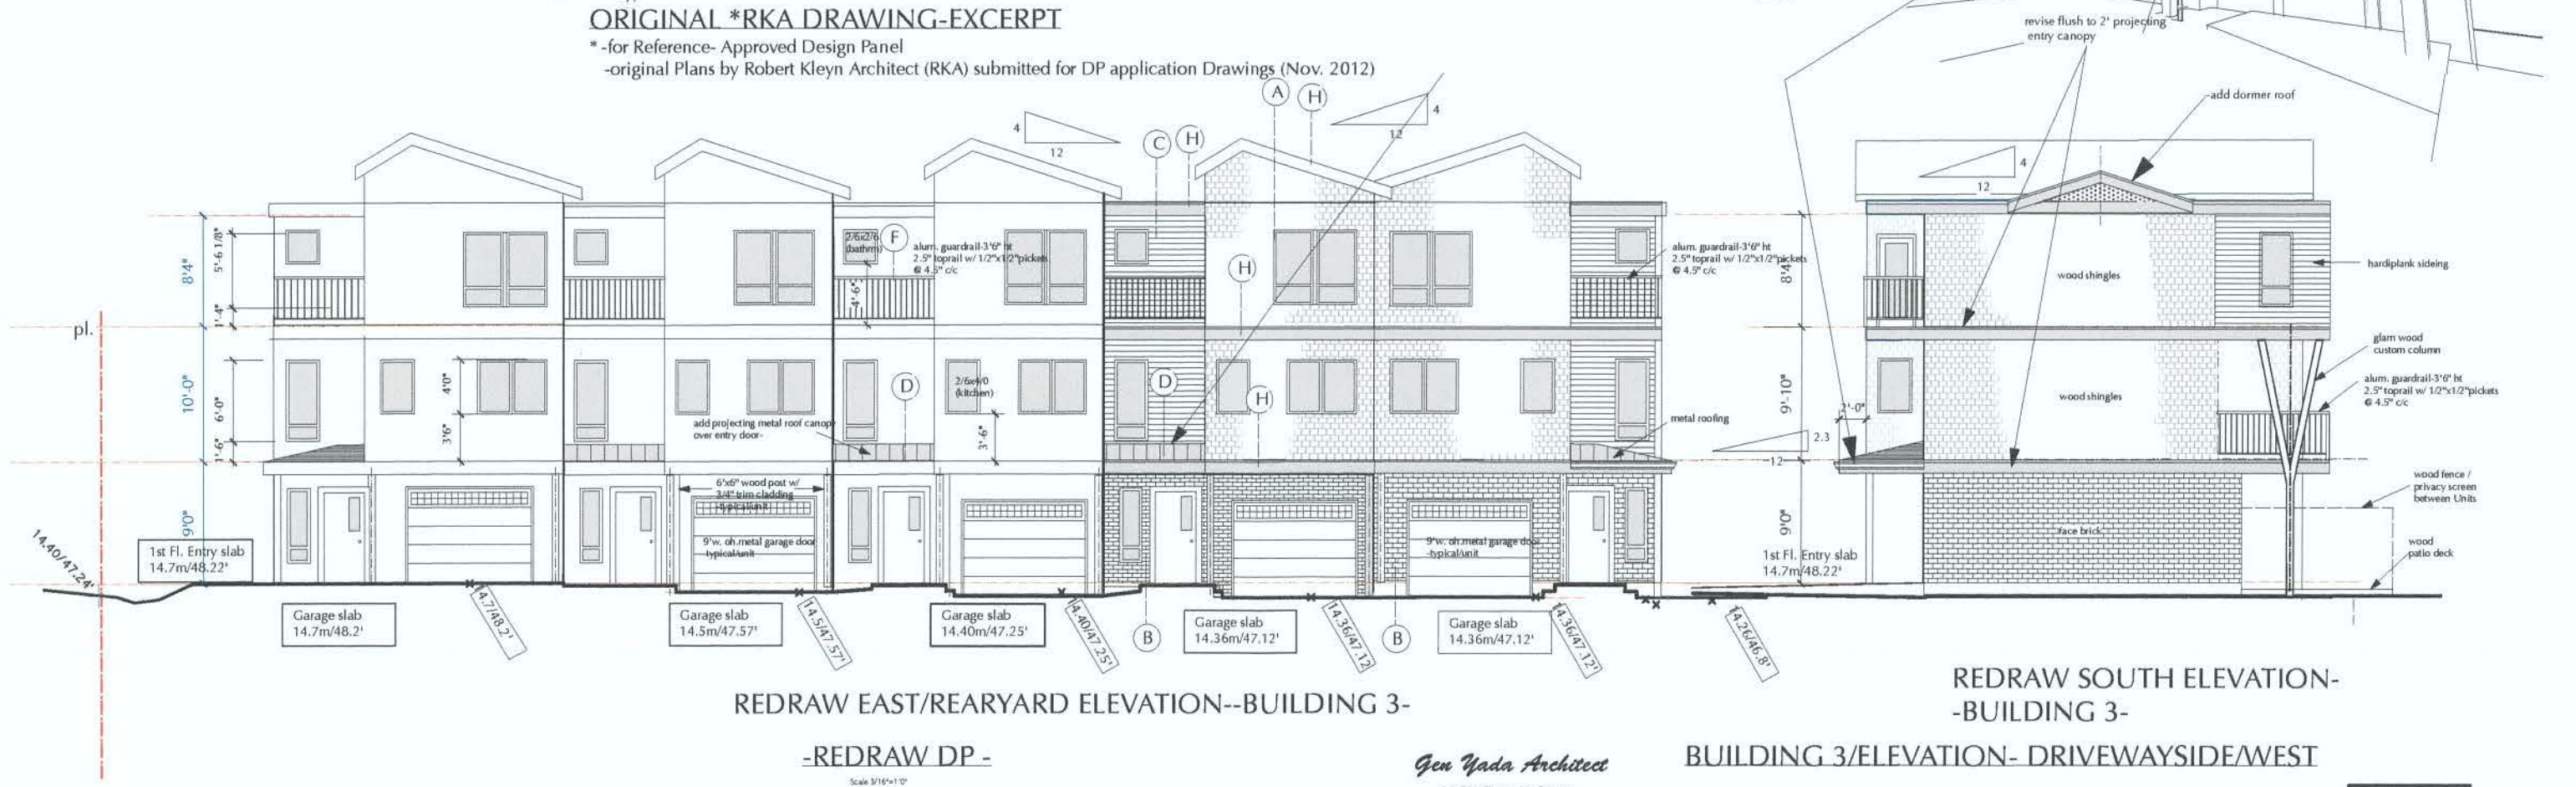 ORIGINAL *RKA DRAWING-EXCERPT
* -for Reference- Approved Design Panel
-original Plans by Robert Kleyn Architect (RKA) submitted for DP application Drawings (Nov. 2012)
revise flush to 2' projecting
entry canopy
add dormer roof
A
H
C
H
4
12
4
12
4
12
8'4"
5'-6 1/8"
1'-4"
pl.
10'-0"
6'-0"
1'-6"
4'0"
3'6"
9'0"
2/6x2/6
(bathrm)
F
alum. guardrail-3'6" ht
2.5" toprail w/ 1/2"x1/2"pickets
@ 4.5" c/c
4'-6"
H
alum. guardrail-3'6" ht
2.5" toprail w/ 1/2"x1/2"pickets
@ 4.5" c/c
8'4"
wood shingles
hardiplank sideing
D
2/6x4/0
(kitchen)
add projecting metal roof canopy
over entry door-
3'-6"
D
H
metal roofing
9'-10"
2'-0"
2.3
12
wood shingles
glam wood
custom column
alum. guardrail-3'6" ht
2.5" toprail w/ 1/2"x1/2"pickets
@ 4.5" c/c
6"x6" wood post w/
3/4" trim cladding
-typical/unit
9'w. oh.metal garage door
-typical/unit
9'w. oh.metal garage door
-typical/unit
9'0"
face brick
wood fence /
privacy screen
between Units
wood
patio deck
14.40/47.24'
1st Fl. Entry slab
14.7m/48.22'
1st Fl. Entry slab
14.7m/48.22'
Garage slab
14.7m/48.2'
14.7/48.2'
Garage slab
14.5m/47.57'
14.5/47.57'
Garage slab
14.40m/47.25'
14.40/47.25'
B
Garage slab
14.36m/47.12'
14.36/47.12
B
Garage slab
14.36m/47.12'
14.36/47.12'
14.26/46.8'
REDRAW EAST/REARYARD ELEVATION--BUILDING 3-
REDRAW SOUTH ELEVATION-
-BUILDING 3-
-REDRAW DP -
Scale 3/16"=1'0"
Gen Yada Architect
BUILDING 3/ELEVATION- DRIVEWAYSIDE/WEST